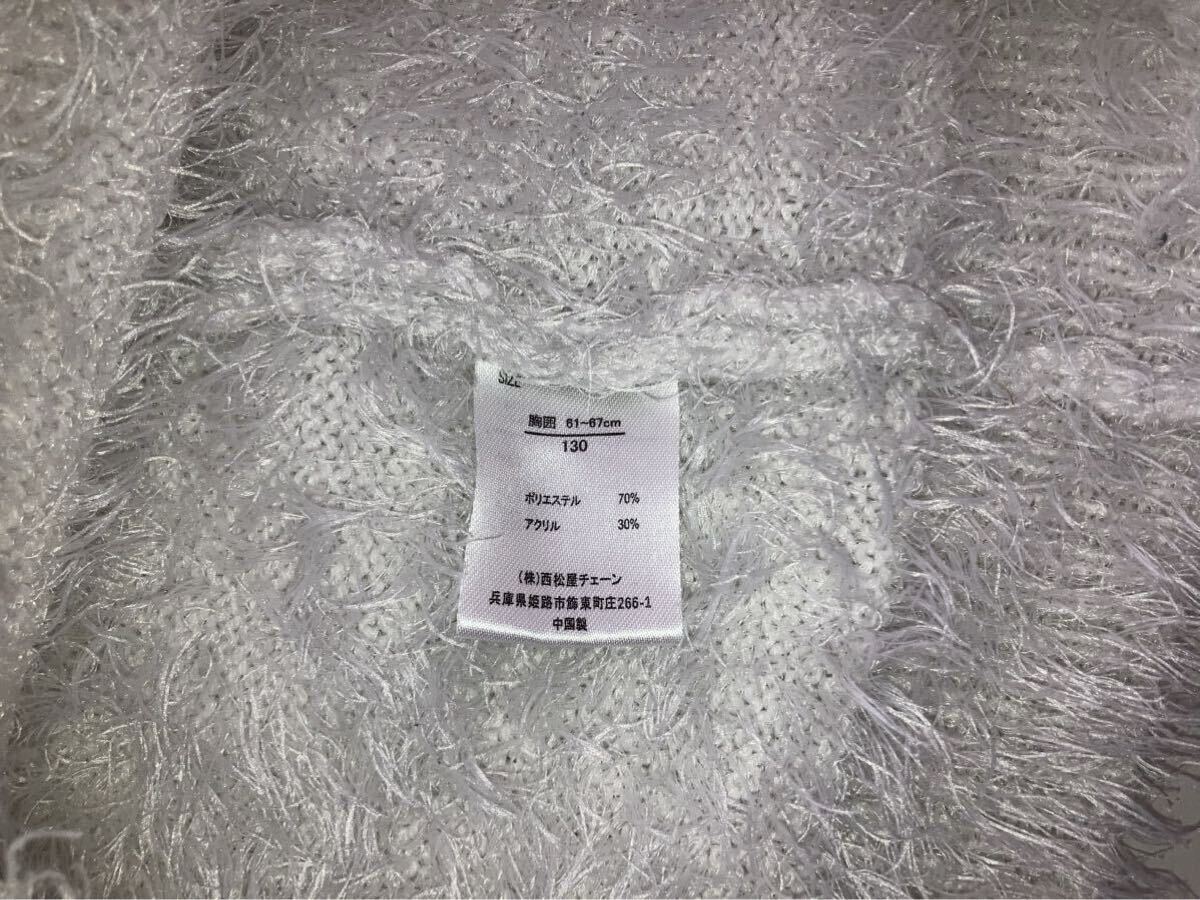 SIZE
胸囲 61~67cm
130
ポリエステル 70%
アクリル 30%
(株)西松屋チェーン
兵庫県姫路市飾東町庄266-1
中国製